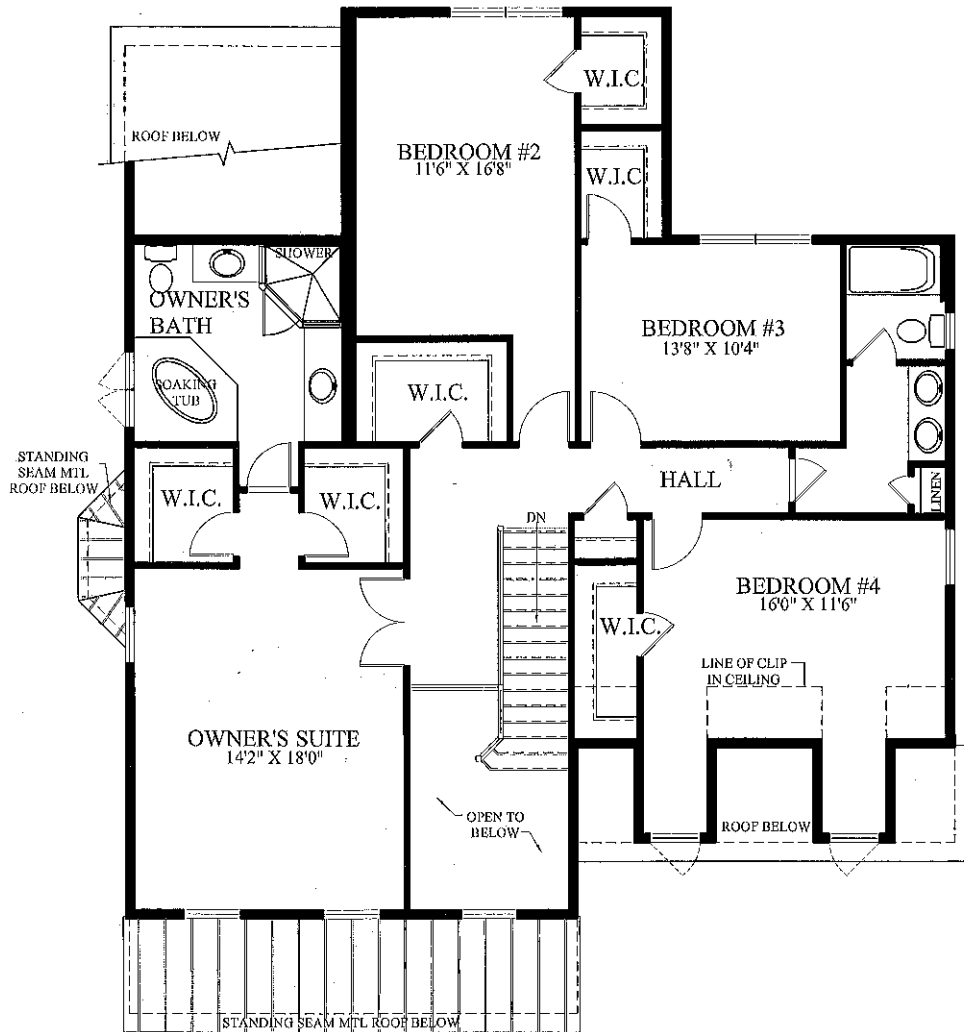 W.I.C.
ROOF BELOW
BEDROOM #2
11'6" X 16'8"
W.I.C
SHOWER
OWNER'S
BATH
BEDROOM #3
13'8" X 10'4"
SOAKING
TUB
W.I.C.
STANDING
SEAM MTL
ROOF BELOW
W.I.C.
W.I.C.
HALL
LINEN
DN
BEDROOM #4
16'0" X 11'6"
W.I.C.
LINE OF CLIP
IN CEILING
OWNER'S SUITE
14'2" X 18'0"
OPEN TO
BELOW
ROOF BELOW
STANDING SEAM MTL ROOF BELOW